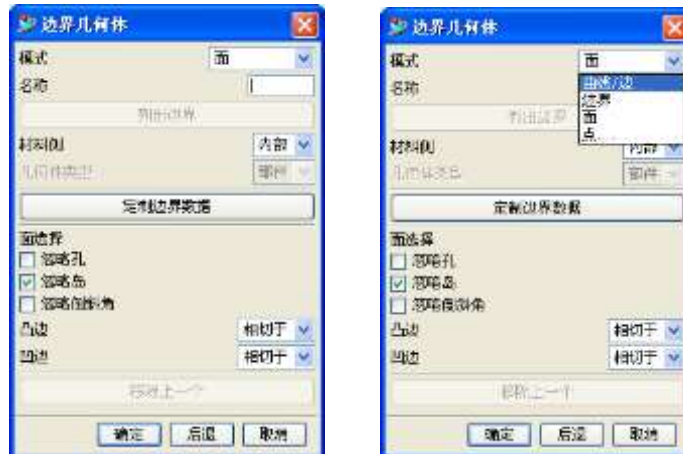 边界几何体
模式 面
名称
列出边界
材料侧 内部
几何体类型 部件
定制边界数据
面选择
忽略孔
忽略岛
忽略倒斜角
凸边 相切于
凹边 相切于
移除上一个
确定 后退 取消
边界几何体
模式 面
名称 曲线/边
边界
列出边界 面
点
材料侧 内部
几何体类型 部件
定制边界数据
面选择
忽略孔
忽略岛
忽略倒斜角
凸边 相切于
凹边 相切于
移除上一个
确定 后退 取消